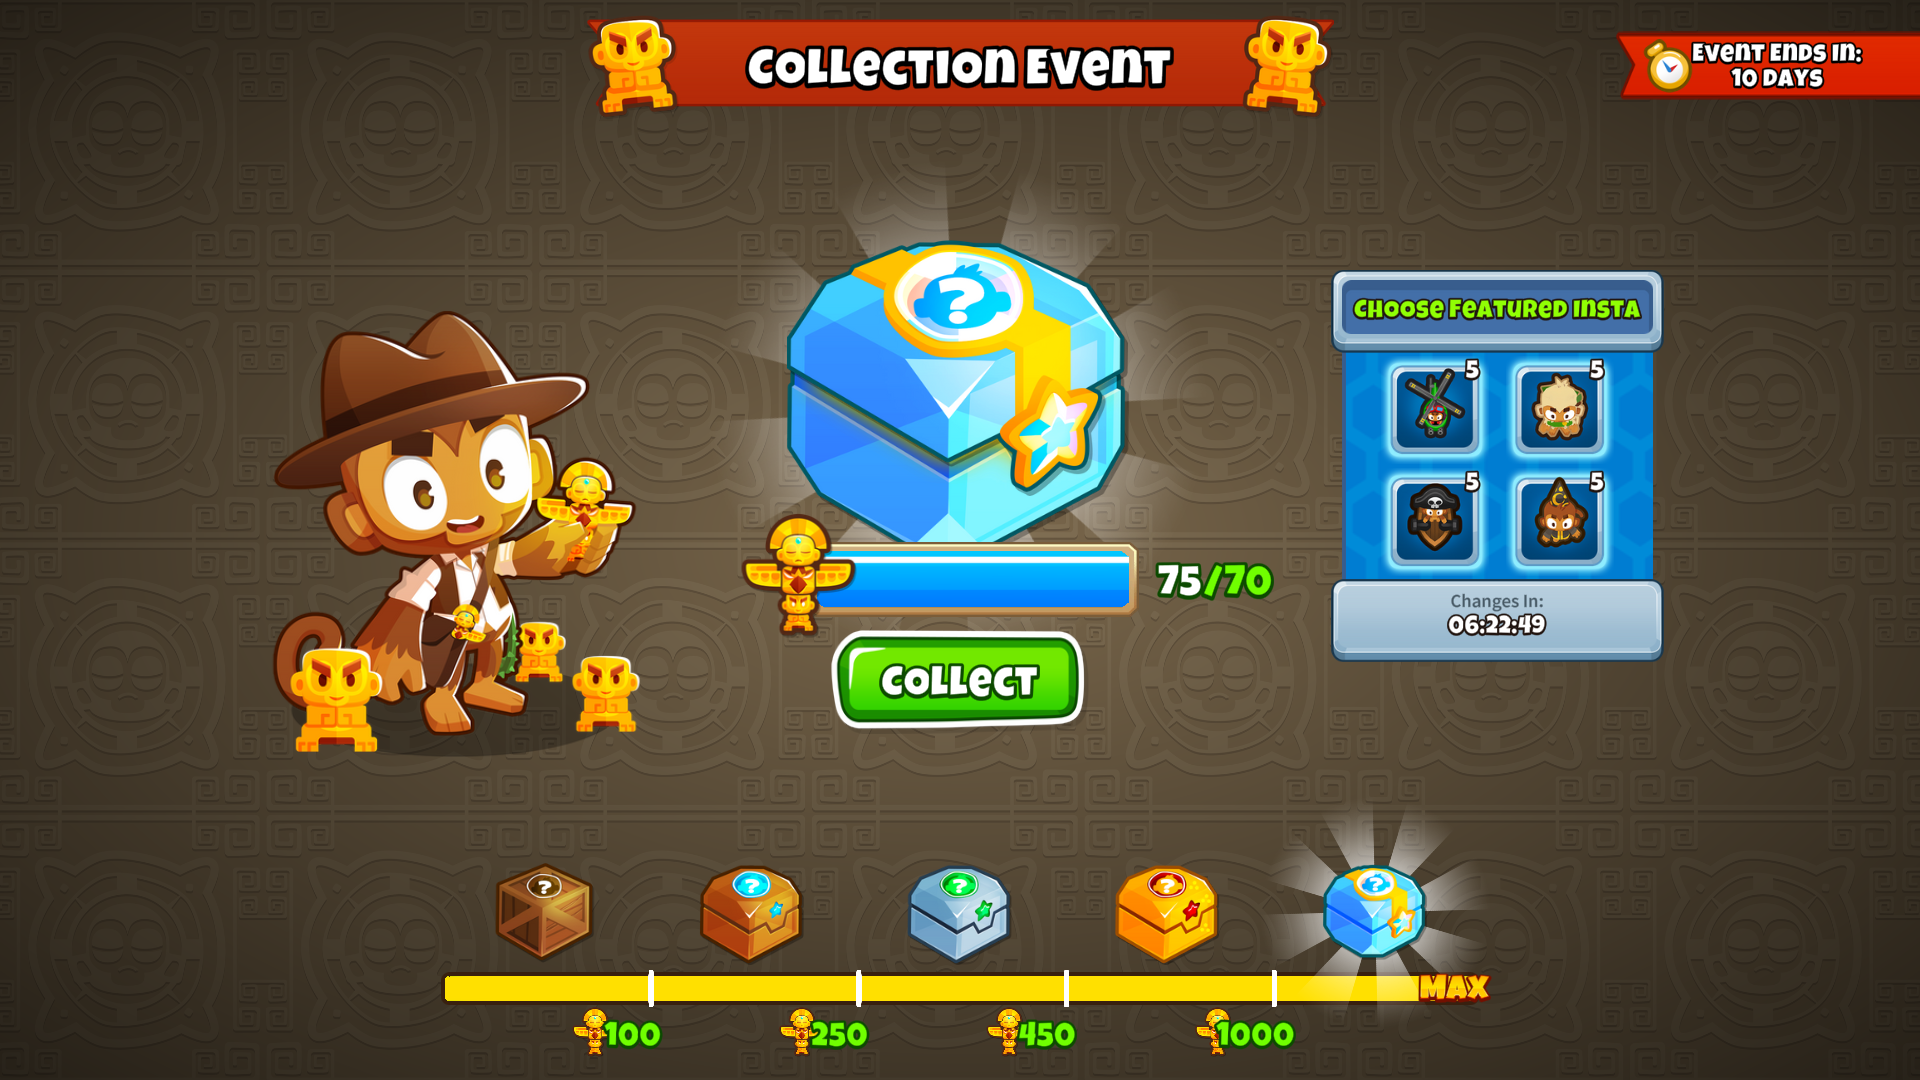 Collection Event
Event Ends in:
10 days
?
Choose Featured Insta
5
5
5
5
75/70
Changes In:
06:22:49
Collect
?
?
?
?
?
MAX
100
250
450
1000